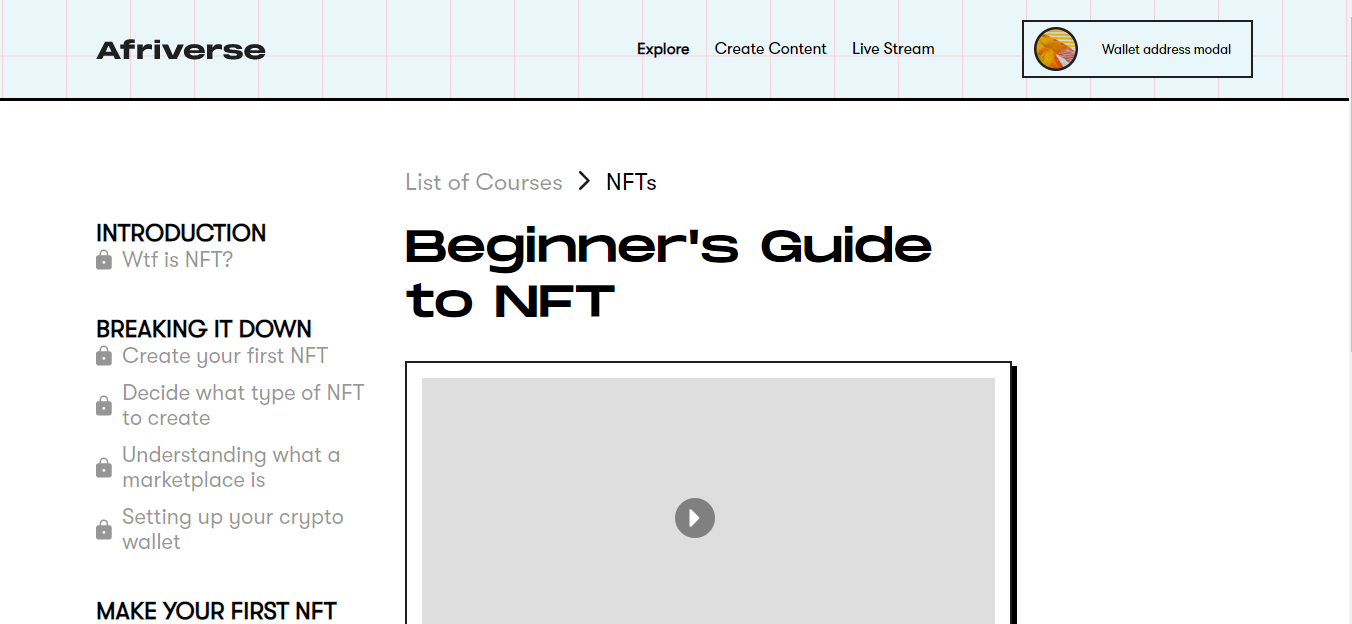 Afriverse
Explore
Create Content
Live Stream
Wallet address modal
List of Courses
NFTs
INTRODUCTION
Wtf is NFT?
BREAKING IT DOWN
Create your first NFT
Decide what type of NFT
to create
Understanding what a
marketplace is
Setting up your crypto
wallet
MAKE YOUR FIRST NFT
Beginner's Guide
to NFT